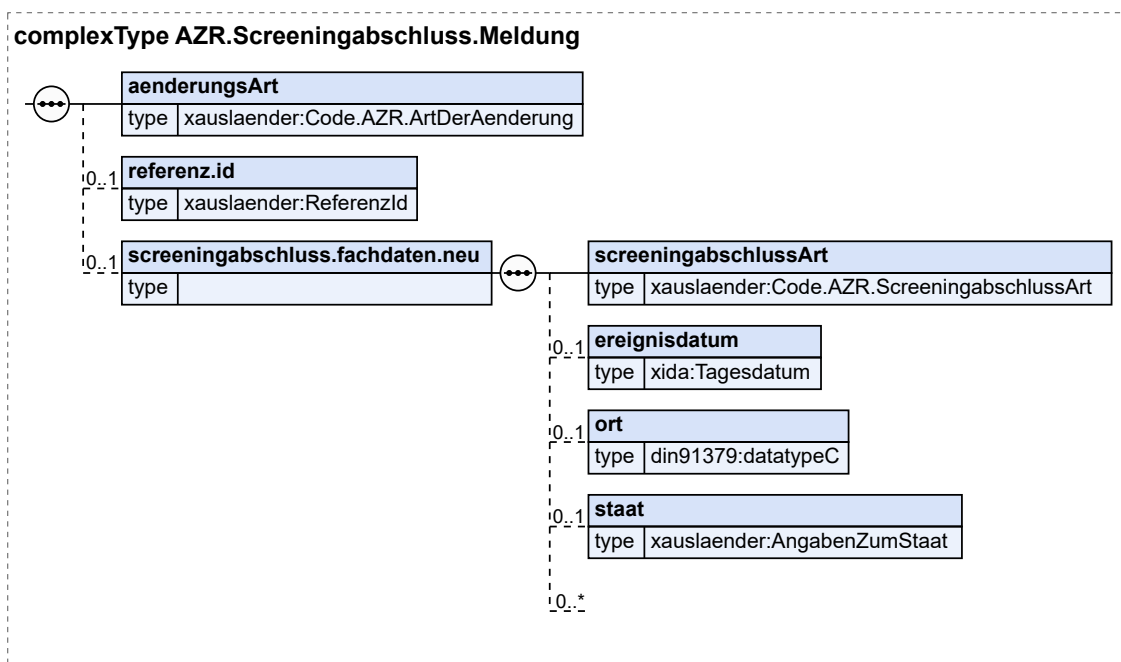 complexType AZR.Screeningabschluss.Meldung
aenderungsArt
type xauslaender:Code.AZR.ArtDerAenderung
0..1 referenz.id
type xauslaender:ReferenzId
0..1 screeningabschluss.fachdaten.neu
type
screeningabschlussArt
type xauslaender:Code.AZR.ScreeningabschlussArt
0..1 ereignisdatum
type xida:Tagesdatum
0..1 ort
type din91379:datatypeC
0..1 staat
type xauslaender:AngabenZumStaat
0..*